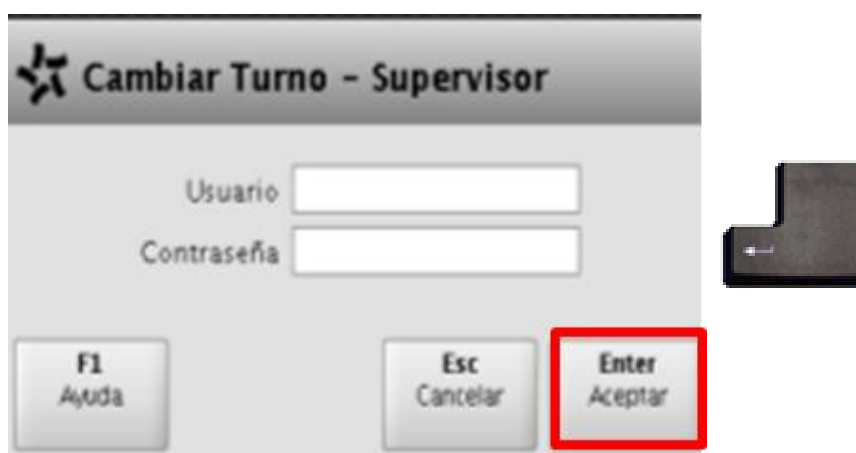 Cambiar Turno - Supervisor
Usuario
Contraseña
F1
Ayuda
Esc
Cancelar
Enter
Aceptar